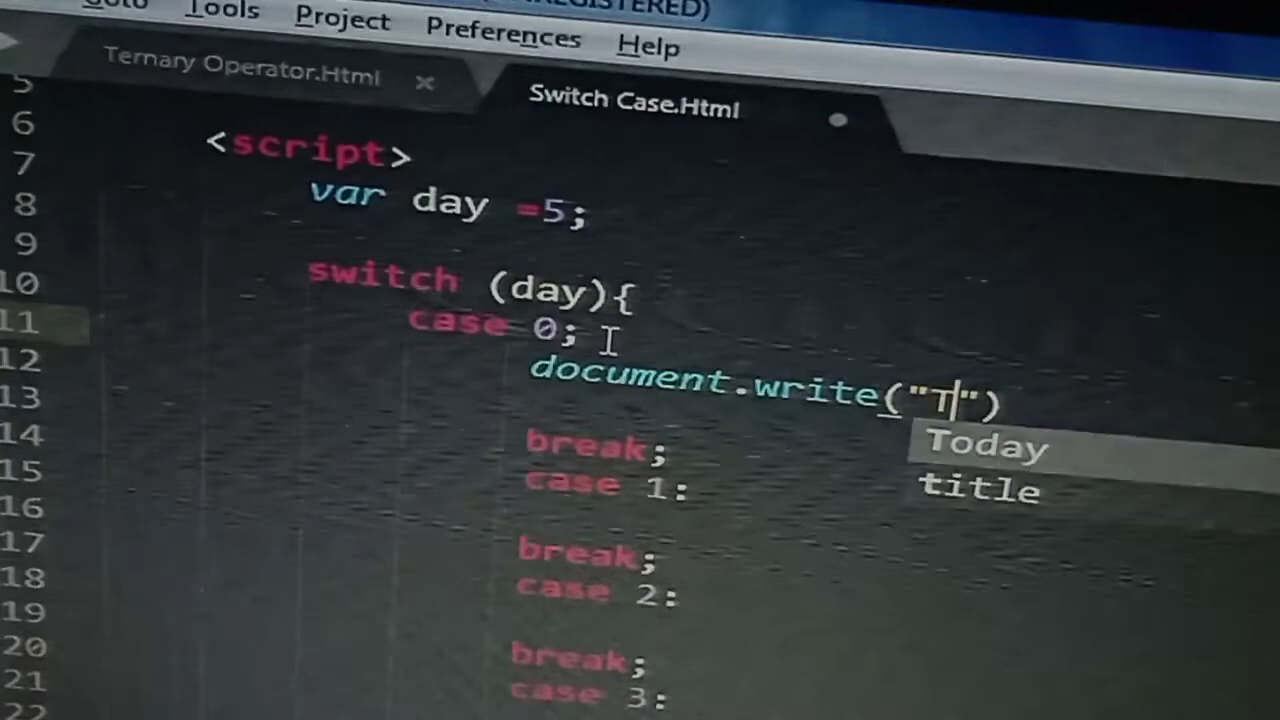 Goto Tools Project Preferences Help
Ternary Operator.Html × Switch Case.Html
5
6 <script>
7 var day =5;
8
9 switch (day){
10 case 0;
11 document.write("T")
12 Today
13 break;
14 case 1: title
15
16 break;
17 case 2:
18
19 break;
20 case 3:
21
22